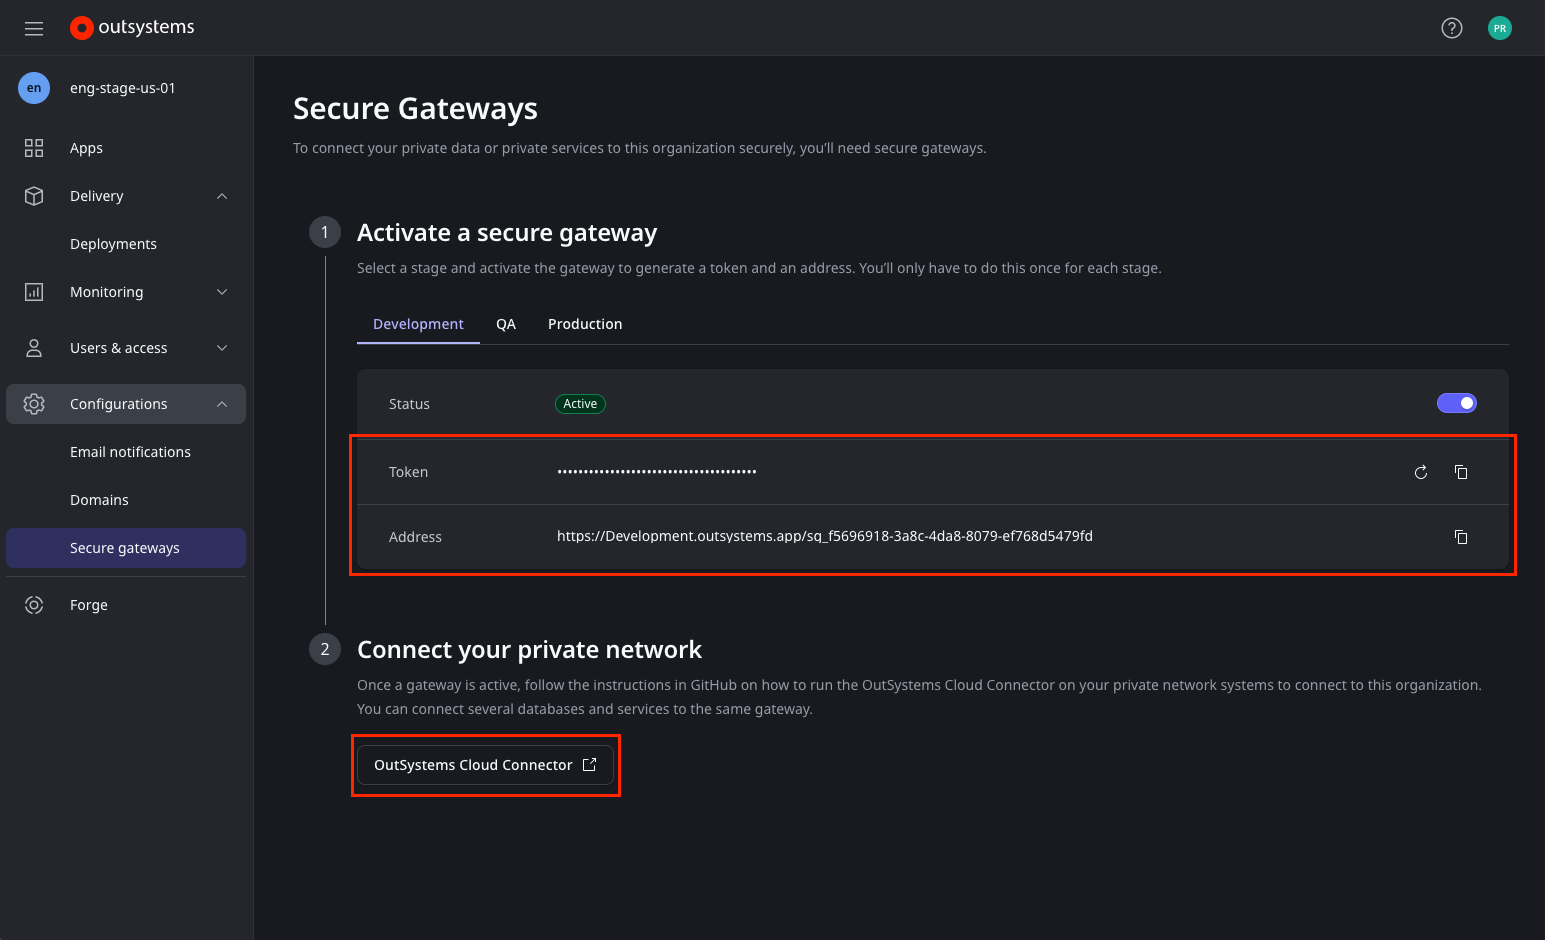 outsystems
PR
en
eng-stage-us-01
Apps
Delivery
Deployments
Monitoring
Users & access
Configurations
Email notifications
Domains
Secure gateways
Forge
Secure Gateways
To connect your private data or private services to this organization securely, you’ll need secure gateways.
1
Activate a secure gateway
Select a stage and activate the gateway to generate a token and an address. You’ll only have to do this once for each stage.
Development QA Production
Status Active
Token ••••••••••••••••••••••••••••••••••••••
Address https://Development.outsystems.app/sg_f5696918-3a8c-4da8-8079-ef768d5479fd
2
Connect your private network
Once a gateway is active, follow the instructions in GitHub on how to run the OutSystems Cloud Connector on your private network systems to connect to this organization.
You can connect several databases and services to the same gateway.
OutSystems Cloud Connector